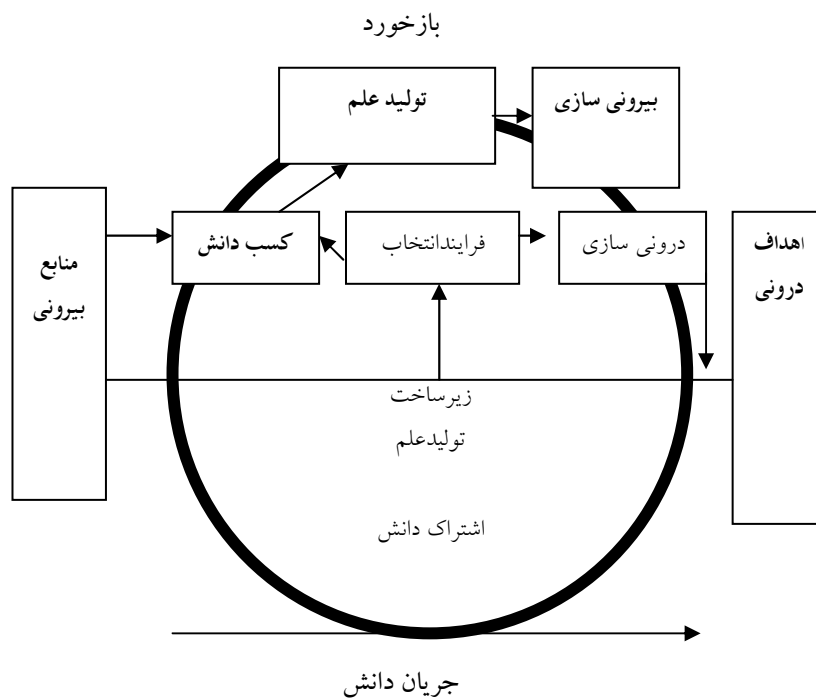 بازخورد
تولید علم
بیرونی سازی
منابع
بیرونی
کسب دانش
فرایندانتخاب
درونی سازی
اهداف
درونی
زیرساخت
تولیدعلم
اشتراک دانش
جریان دانش